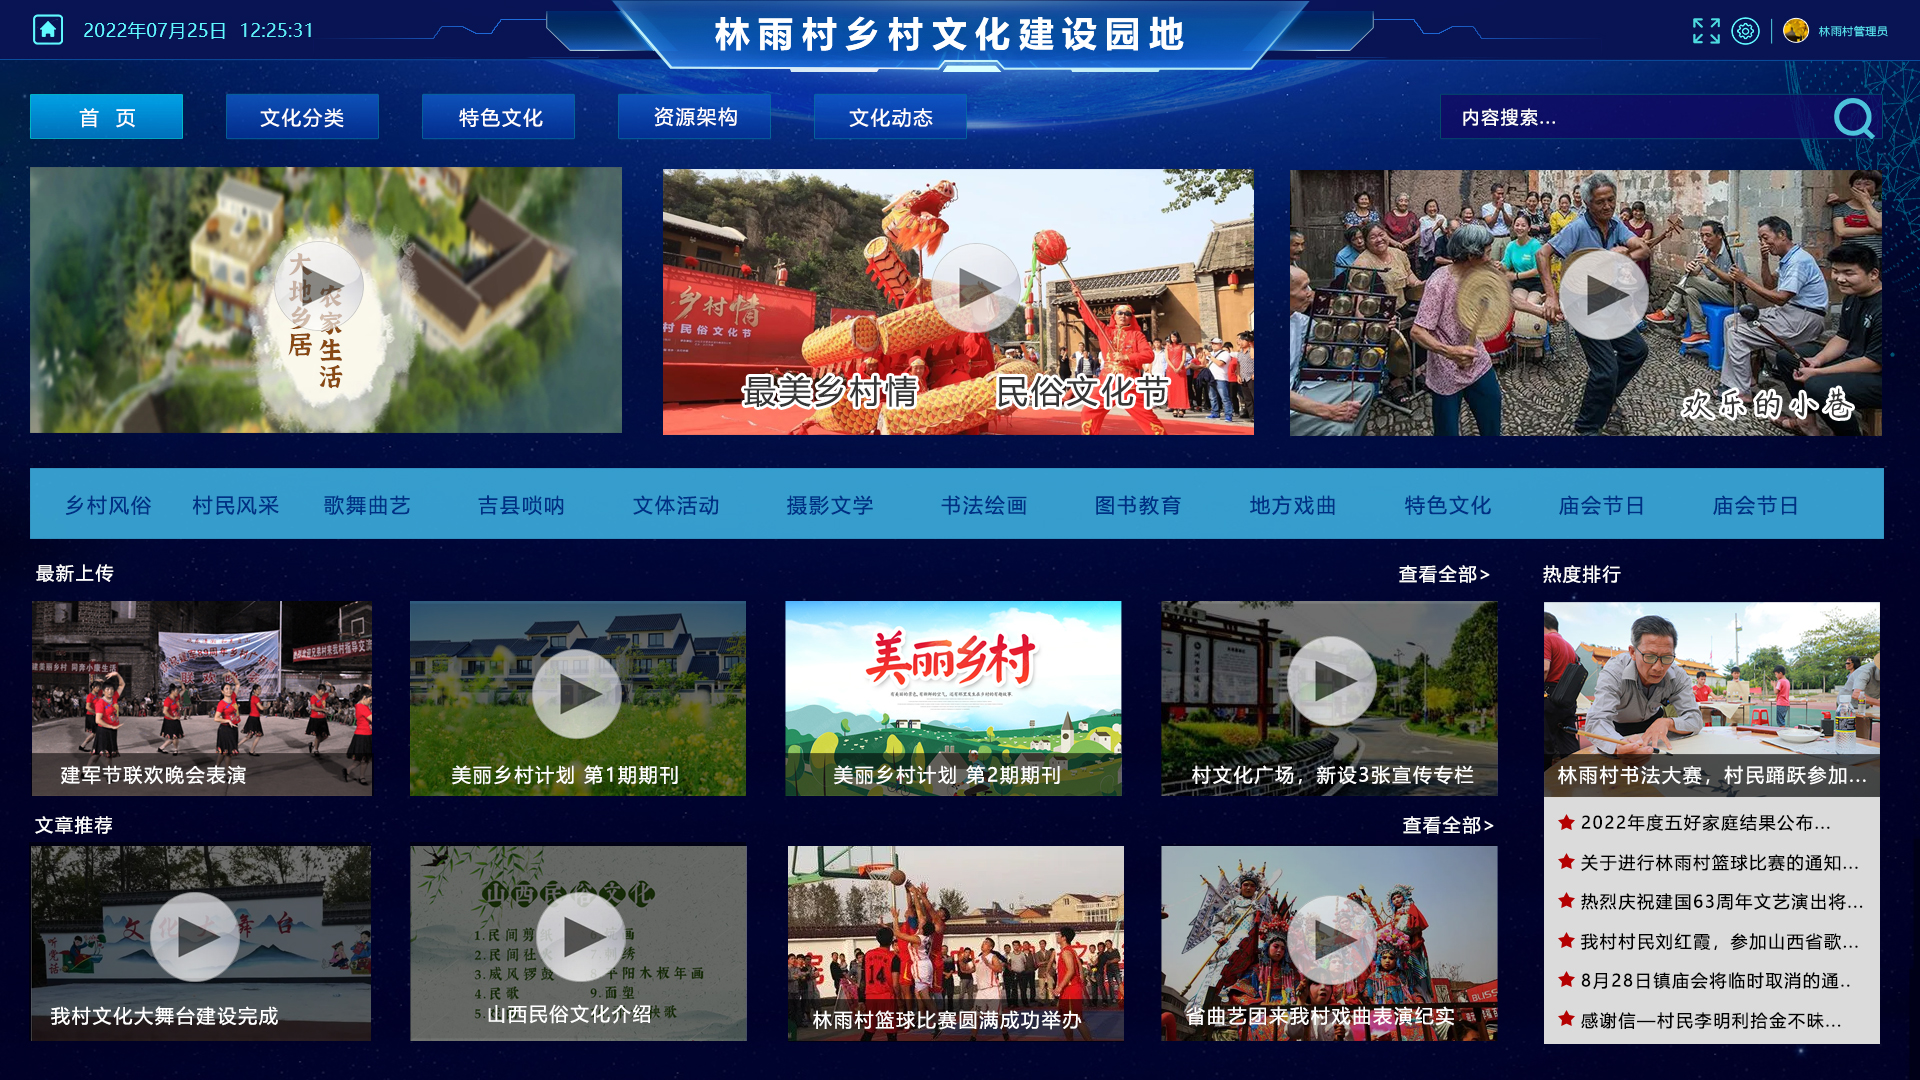 2022年07月25日 12:25:31
林雨村乡村文化建设园地
林雨村管理员
首 页
文化分类
特色文化
资源架构
文化动态
内容搜索...
大地乡居
农家生活
乡村情
村民俗文化节
最美乡村情 民俗文化节
欢乐的小巷
乡村风俗
村民风采
歌舞曲艺
吉县唢呐
文体活动
摄影文学
书法绘画
图书教育
地方戏曲
特色文化
庙会节日
庙会节日
最新上传
查看全部>
热度排行
建军节联欢晚会表演
美丽乡村计划 第1期期刊
美丽乡村
美丽乡村计划 第2期期刊
村文化广场，新设3张宣传专栏
林雨村书法大赛，村民踊跃参加...
文章推荐
查看全部>
文化大舞台
听党话
我村文化大舞台建设完成
山西民俗文化
1.民间剪纸
2.民间社火
3.威风锣鼓
4.民歌
8.平阳木板年画
9.面塑
山西民俗文化介绍
14
林雨村篮球比赛圆满成功举办
省曲艺团来我村戏曲表演纪实
2022年度五好家庭结果公布...
关于进行林雨村篮球比赛的通知...
热烈庆祝建国63周年文艺演出将...
我村村民刘红霞，参加山西省歌...
8月28日镇庙会将临时取消的通..
感谢信—村民李明利拾金不昧...